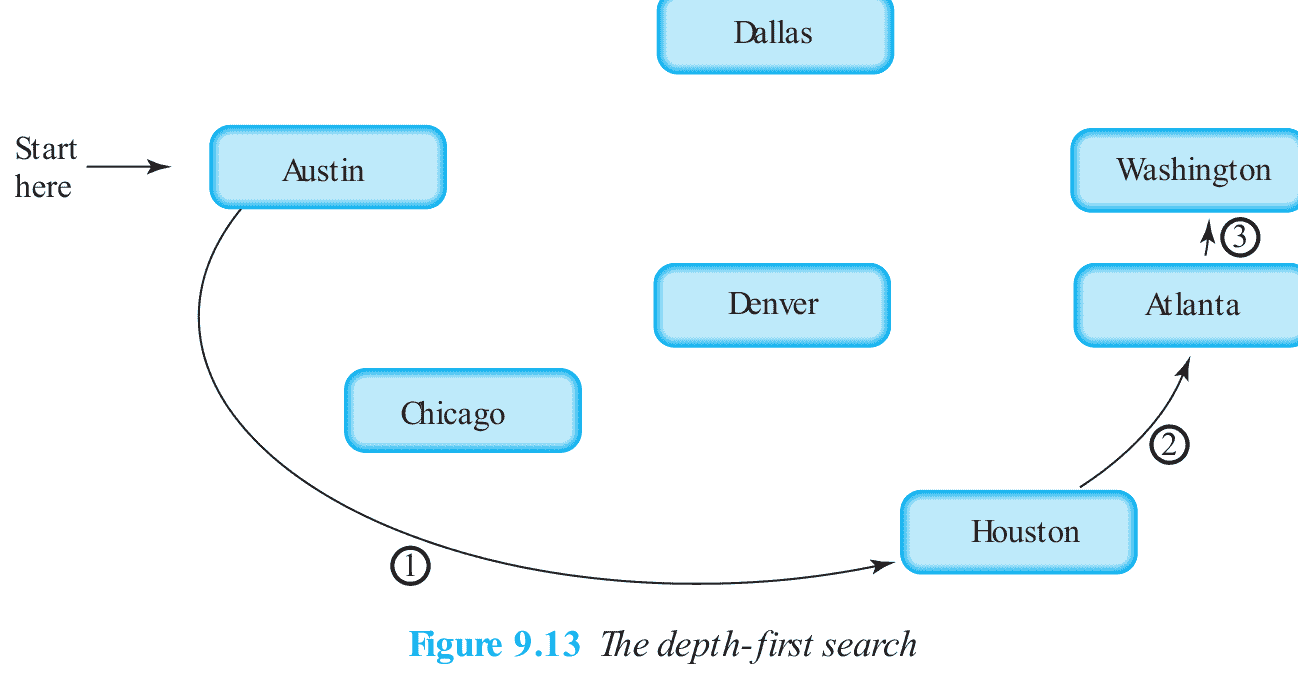 Dallas
Start
here
Austin
Washington
3
Denver
Atlanta
Chicago
2
Houston
1
Figure 9.13 The depth-first search